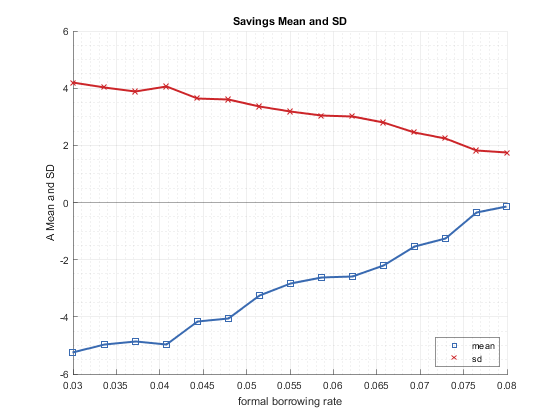 Savings Mean and SD
6
4
2
0
-2
-4
-6
A Mean and SD
0.03 0.035 0.04 0.045 0.05 0.055 0.06 0.065 0.07 0.075 0.08
formal borrowing rate
mean
sd